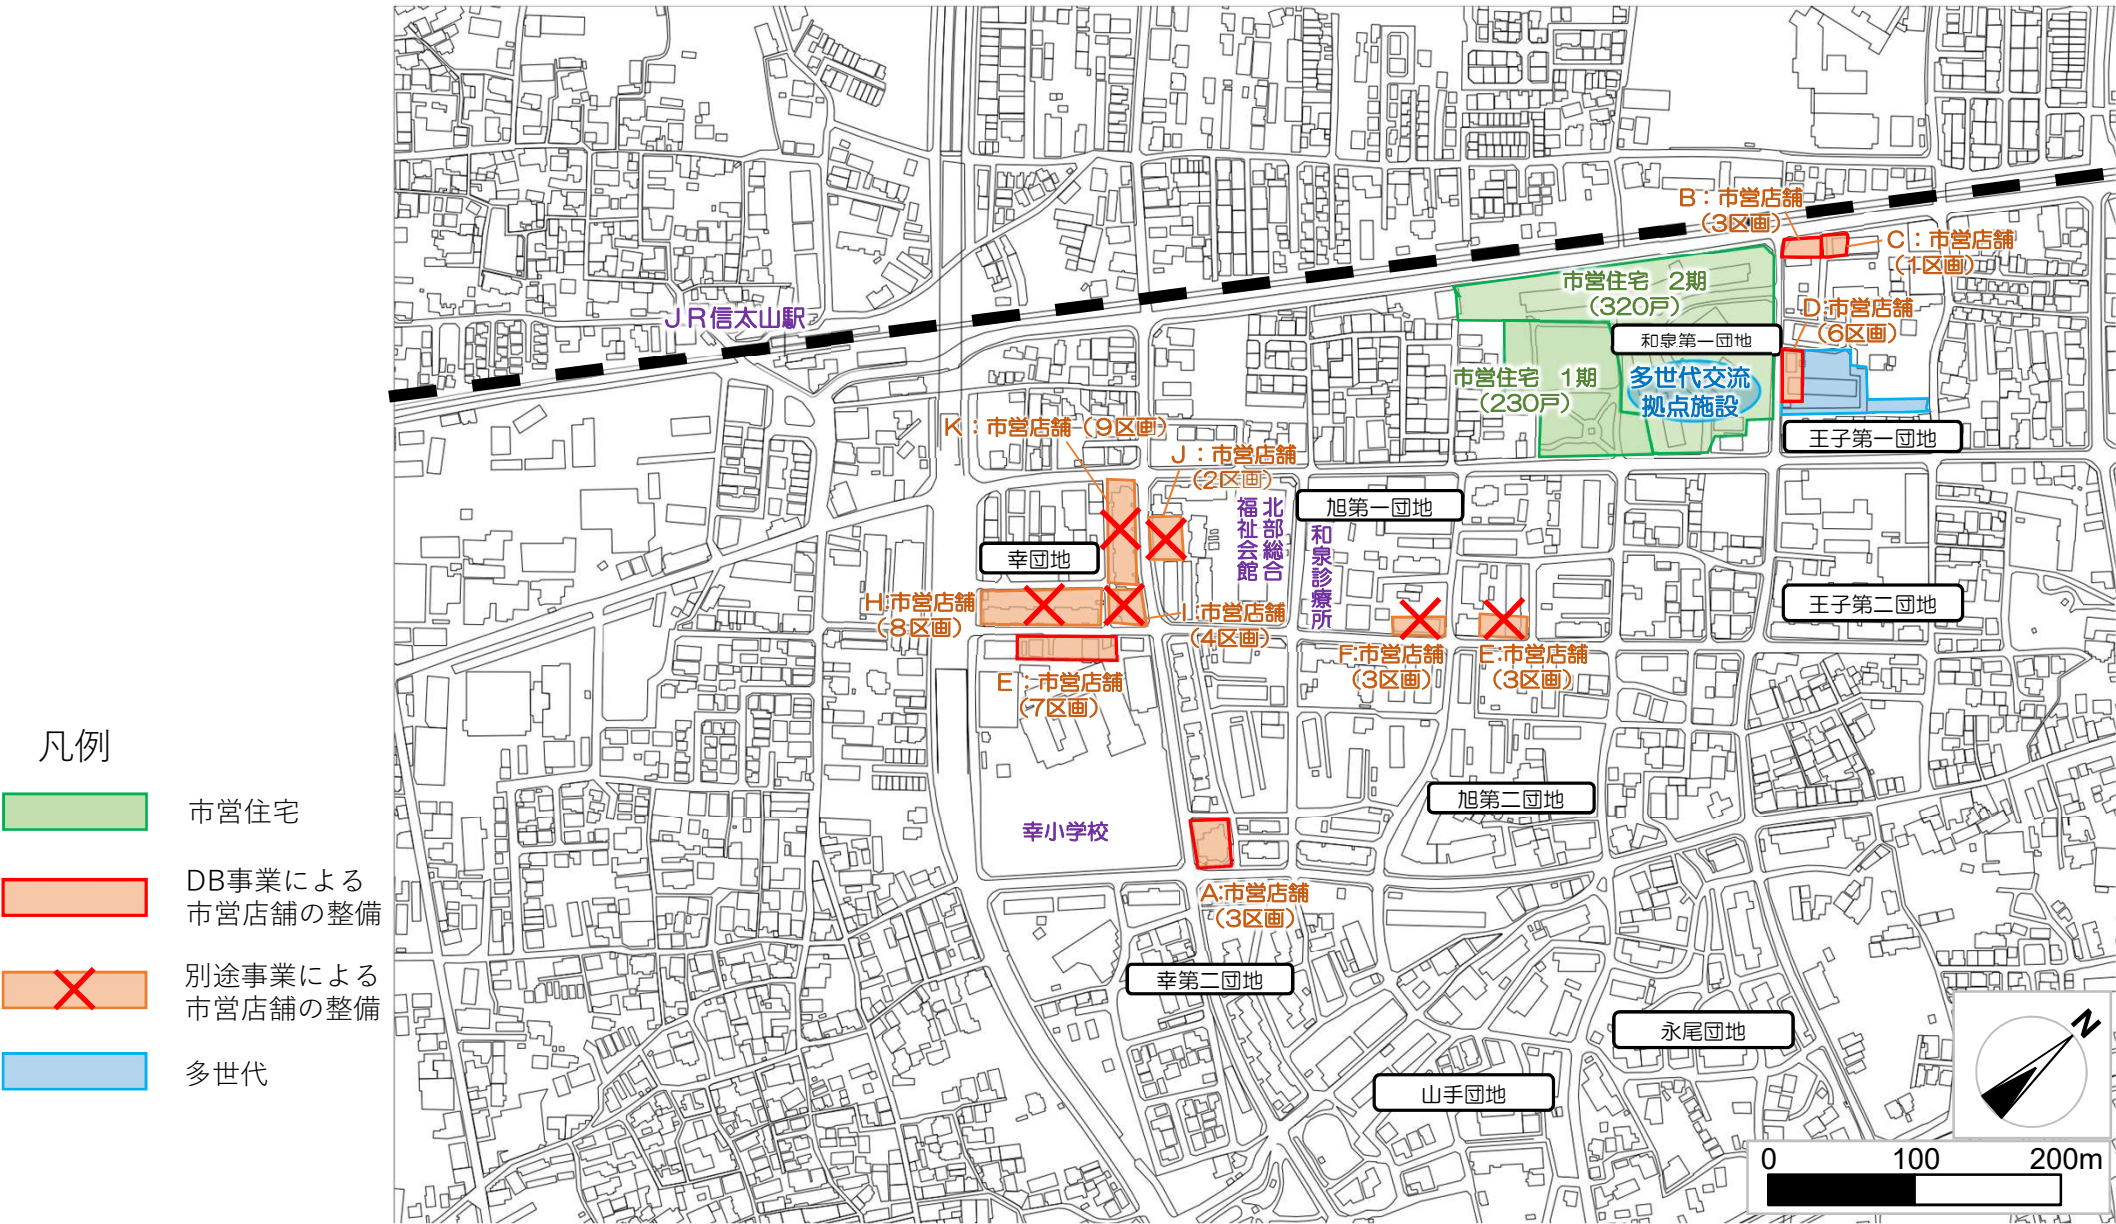 B：市営店舗
（3区画）
C：市営店舗
（1区画）
市営住宅　2期
（320戸）
D:市営店舗
（6区画）
JR信太山駅
和泉第一団地
市営住宅　1期
（230戸）
多世代交流
拠点施設
K：市営店舗（9区画）
王子第一団地
J：市営店舗
（2区画）
北部総合
福祉会館
旭第一団地
和泉診療所
幸団地
H:市営店舗
（8区画）
I:市営店舗
（4区画）
王子第二団地
F:市営店舗
（3区画）
E:市営店舗
（3区画）
E：市営店舗
（7区画）
凡例
市営住宅
DB事業による
市営店舗の整備
別途事業による
市営店舗の整備
多世代
旭第二団地
幸小学校
A:市営店舗
（3区画）
幸第二団地
永尾団地
山手団地
N
0 100 200m